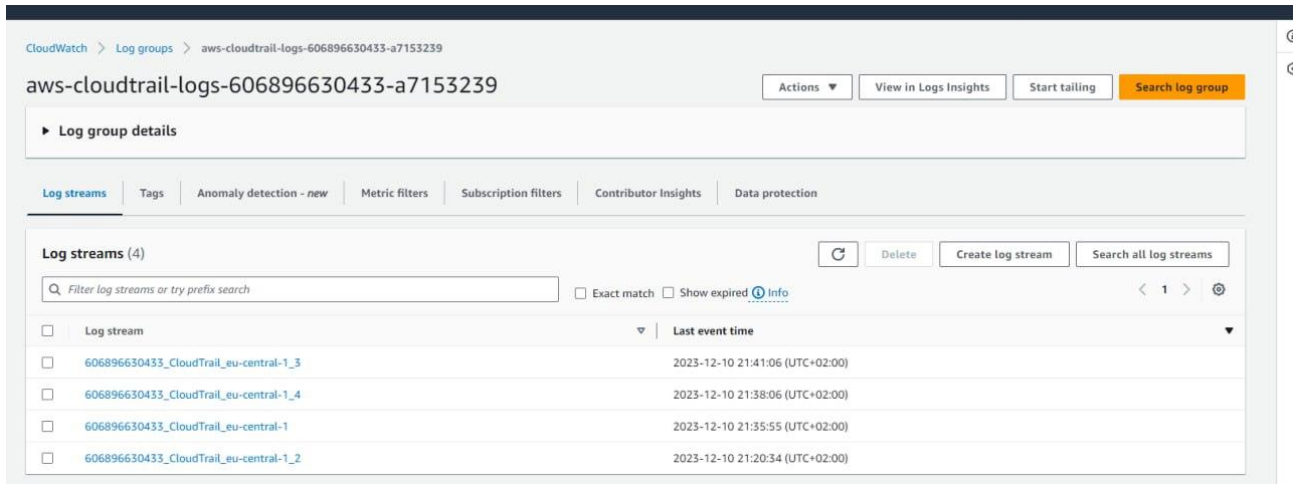 CloudWatch > Log groups > aws-cloudtrail-logs-606896630433-a7153239
aws-cloudtrail-logs-606896630433-a7153239
Actions ▼ View in Logs Insights Start tailing Search log group
▶ Log group details
Log streams Tags Anomaly detection - new Metric filters Subscription filters Contributor Insights Data protection
Log streams (4) Delete Create log stream Search all log streams
Filter log streams or try prefix search Exact match Show expired Info < 1 >
Log stream Last event time
606896630433_CloudTrail_eu-central-1_3 2023-12-10 21:41:06 (UTC+02:00)
606896630433_CloudTrail_eu-central-1_4 2023-12-10 21:38:06 (UTC+02:00)
606896630433_CloudTrail_eu-central-1 2023-12-10 21:35:55 (UTC+02:00)
606896630433_CloudTrail_eu-central-1_2 2023-12-10 21:20:34 (UTC+02:00)